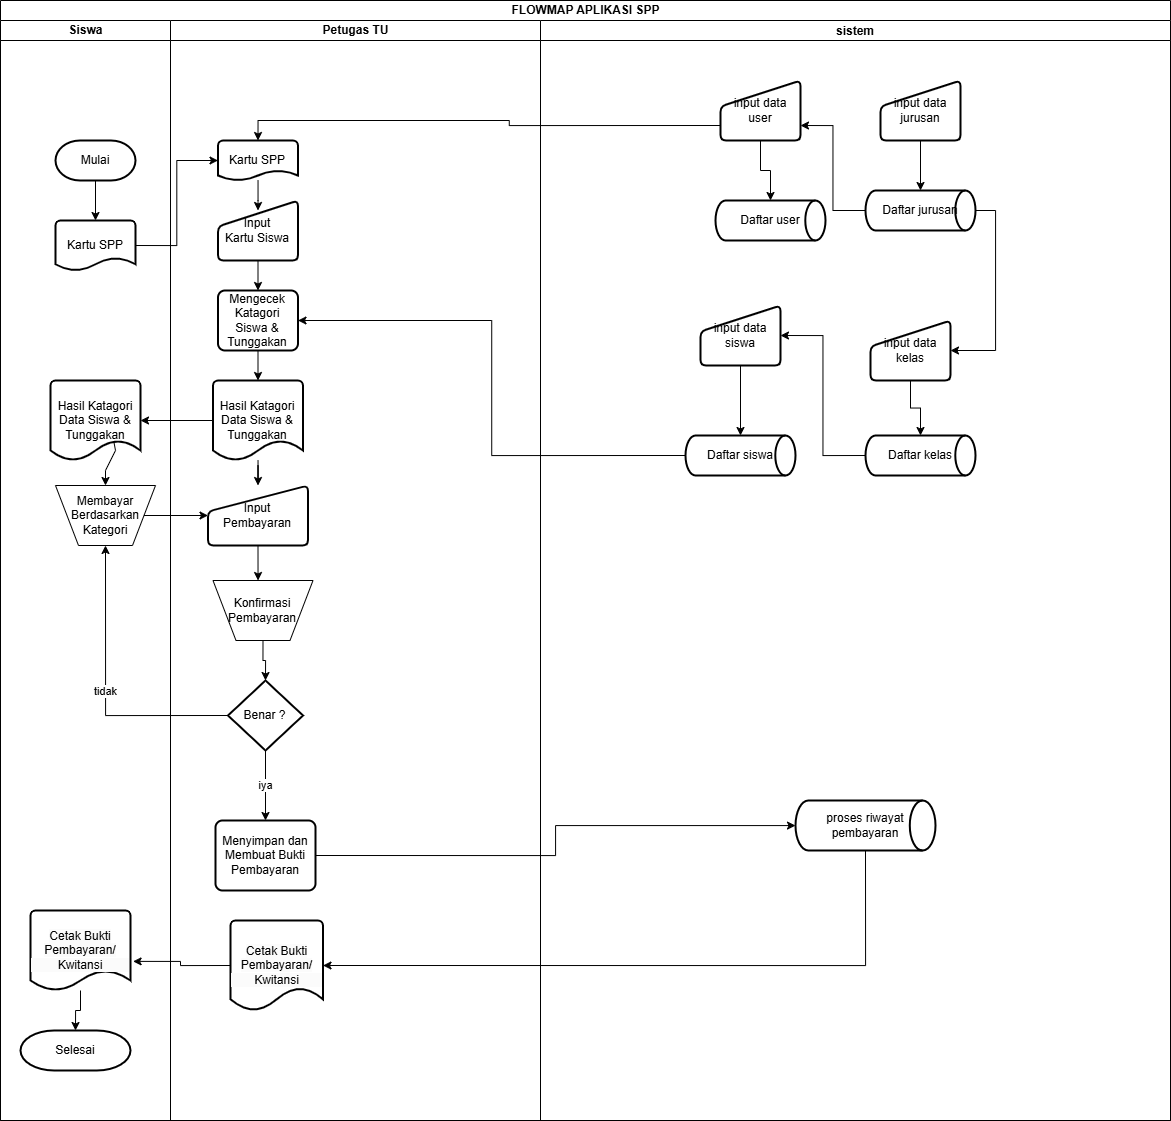 FLOWMAP APLIKASI SPP
Siswa
Petugas TU
sistem
Mulai
Kartu SPP
Kartu SPP
Input
Kartu Siswa
Mengecek
Katagori
Siswa &
Tunggakan
Hasil Katagori
Data Siswa &
Tunggakan
Hasil Katagori
Data Siswa &
Tunggakan
Membayar
Berdasarkan
Kategori
Input
Pembayaran
Konfirmasi
Pembayaran
Benar ?
tidak
iya
Menyimpan dan
Membuat Bukti
Pembayaran
Cetak Bukti
Pembayaran/
Kwitansi
Cetak Bukti
Pembayaran/
Kwitansi
Selesai
input data
user
input data
jurusan
Daftar user
Daftar jurusan
input data
siswa
input data
kelas
Daftar siswa
Daftar kelas
proses riwayat
pembayaran